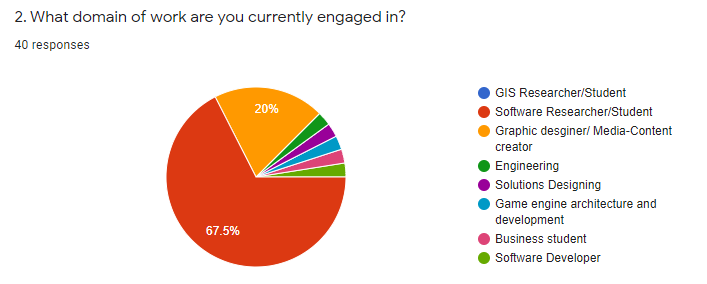 2. What domain of work are you currently engaged in?
40 responses
20%
67.5%
GIS Researcher/Student
Software Researcher/Student
Graphic desginer/ Media-Content
creator
Engineering
Solutions Designing
Game engine architecture and
development
Business student
Software Developer